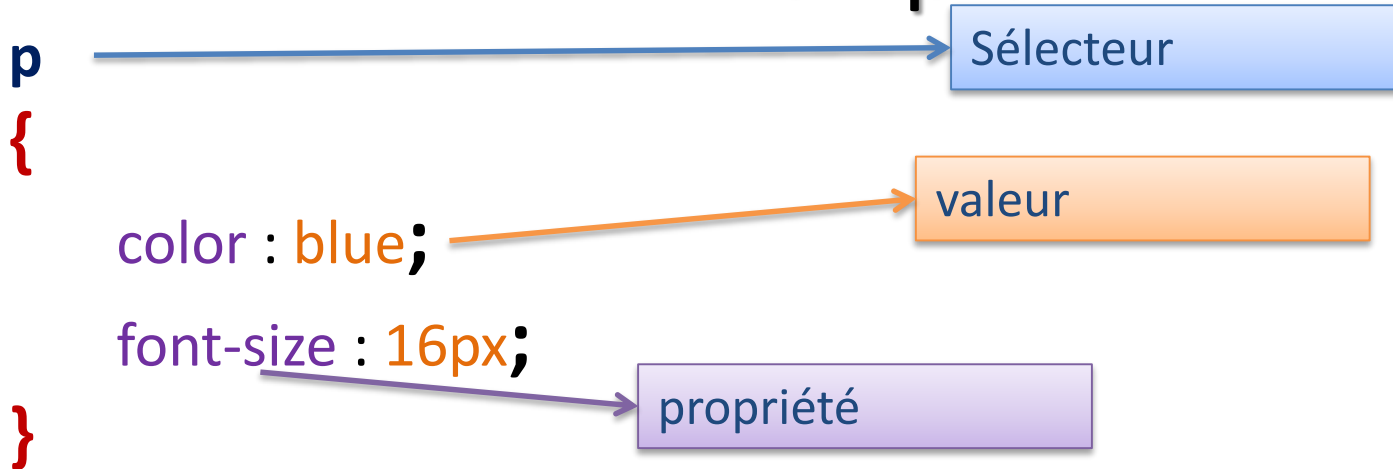 p
Sélecteur
{
valeur
color : blue;
font-size : 16px;
propriété
}